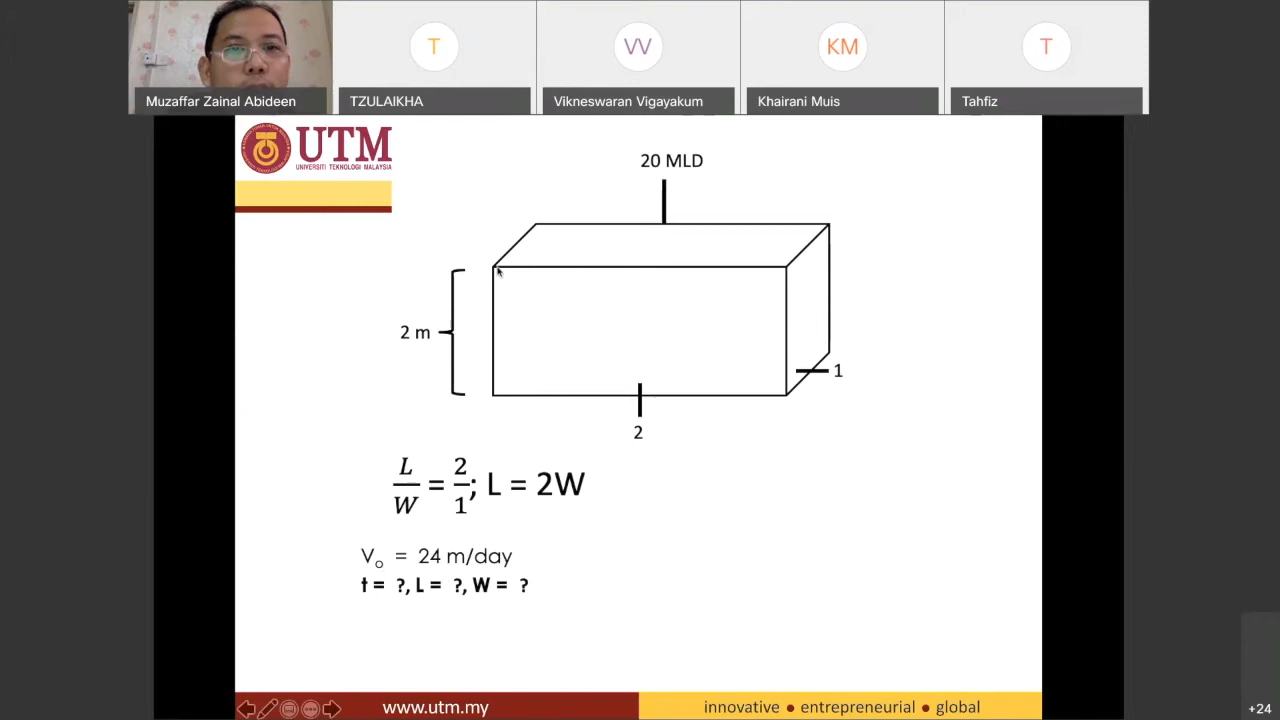 T
VV
KM
T
Muzaffar Zainal Abideen
TZULAIKHA
Vikneswaran Vigayakum
Khairani Muis
Tahfiz
UTM
UNIVERSITI TEKNOLOGI MALAYSIA
20 MLD
2 m
1
2
L/W = 2/1; L = 2W
Vₒ = 24 m/day
t = ?, L = ?, W = ?
www.utm.my
innovative ● entrepreneurial ● global
+24